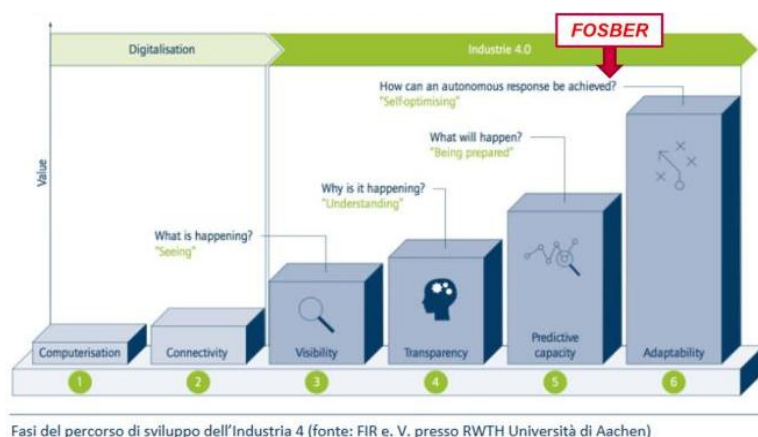 FOSBER
Digitalisation
Industrie 4.0
How can an autonomous response be achieved?
"Self-optimising"
What will happen?
"Being prepared"
Why is it happening?
"Understanding"
What is happening?
"Seeing"
Value
Computerisation
Connectivity
Visibility
Transparency
Predictive
capacity
Adaptability
1
2
3
4
5
6
Fasi del percorso di sviluppo dell'Industria 4 (fonte: FIR e. V. presso RWTH Università di Aachen)